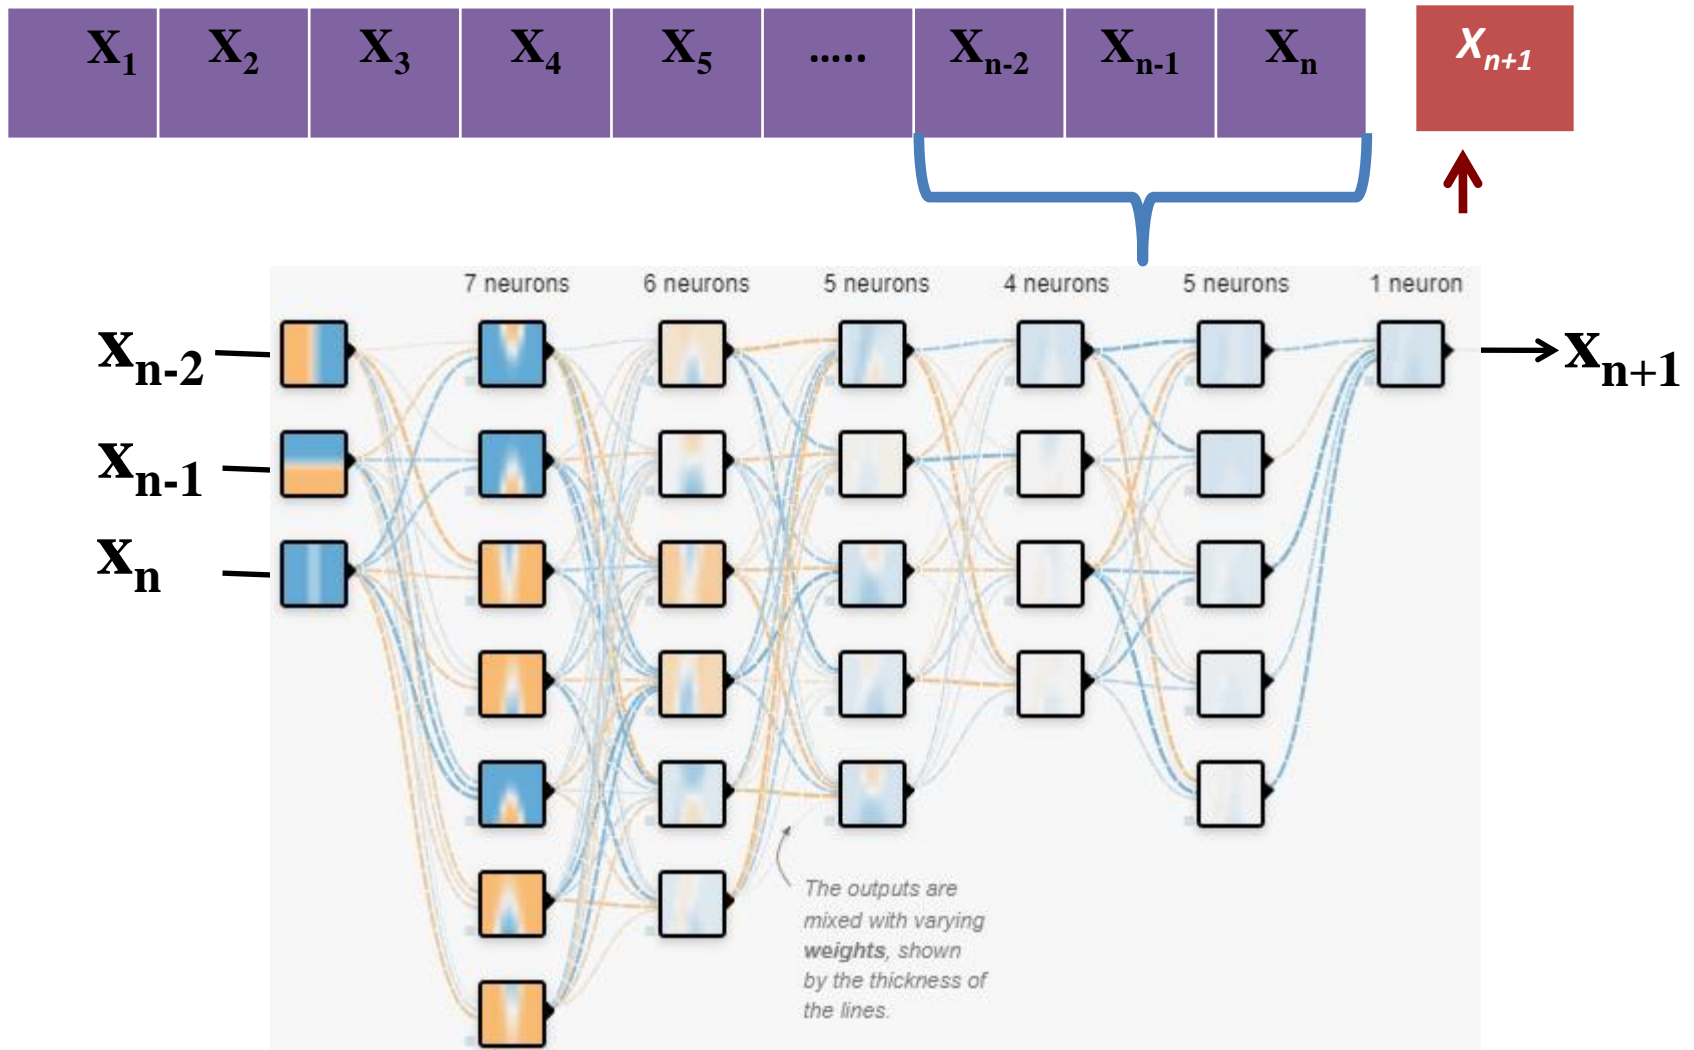 X1 X2 X3 X4 X5 ..... Xn-2 Xn-1 Xn Xn+1
7 neurons 6 neurons 5 neurons 4 neurons 5 neurons 1 neuron
xn-2
xn+1
xn-1
xn
The outputs are
mixed with varying
weights, shown
by the thickness of
the lines.